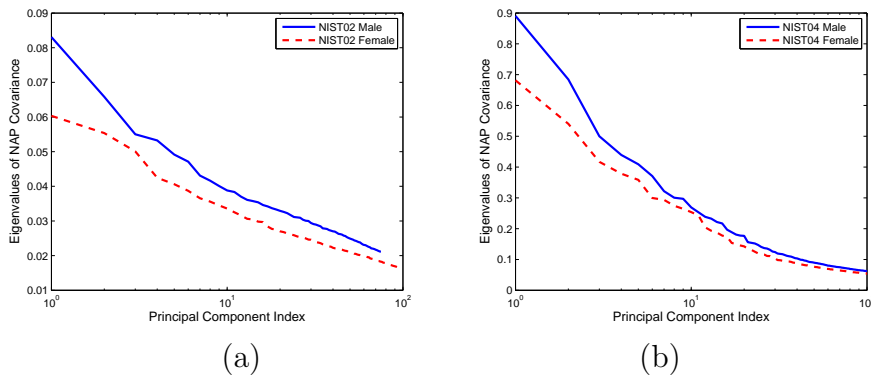 0.09
0.08
0.07
0.06
0.05
0.04
0.03
0.02
0.01
10^0
10^1
10^2
Eigenvalues of NAP Covariance
Principal Component Index
NIST02 Male
NIST02 Female
(a)
0.9
0.8
0.7
0.6
0.5
0.4
0.3
0.2
0.1
0
10^0
10^1
10
Eigenvalues of NAP Covariance
Principal Component Index
NIST04 Male
NIST04 Female
(b)